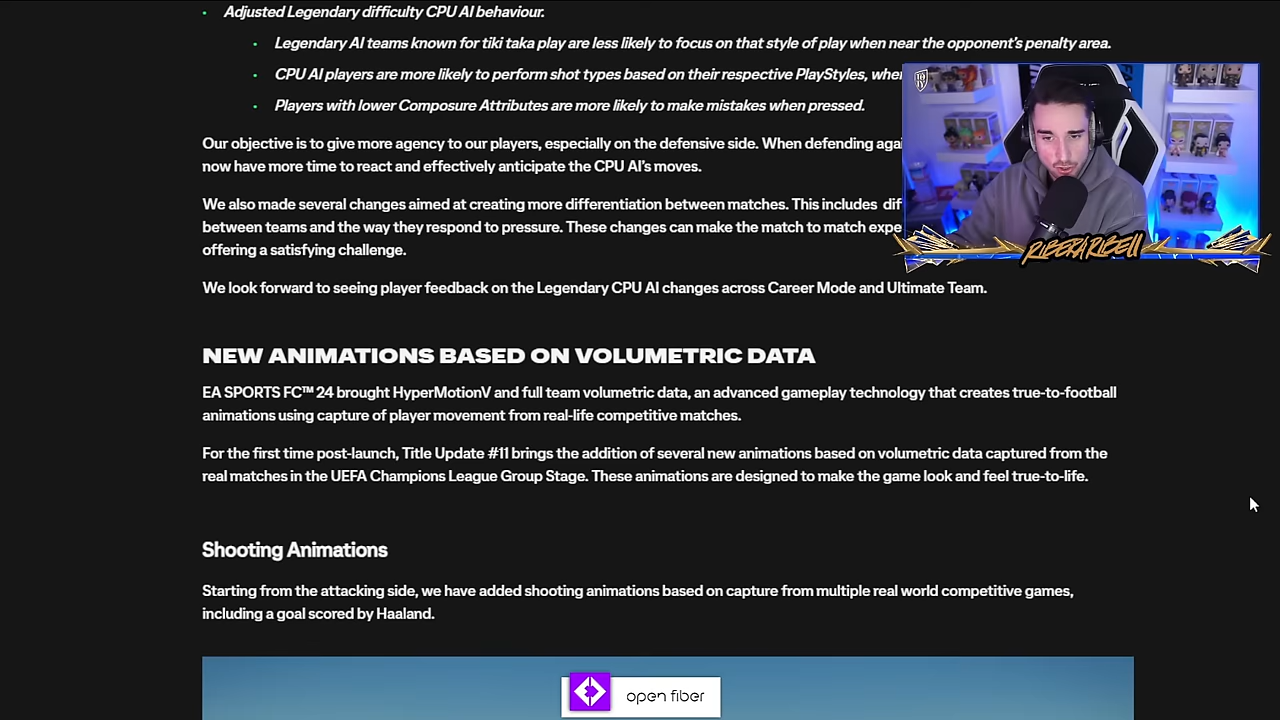 Adjusted Legendary difficulty CPU AI behaviour.
Legendary AI teams known for tiki taka play are less likely to focus on that style of play when near the opponent's penalty area.
CPU AI players are more likely to perform shot types based on their respective PlayStyles, when
Players with lower Composure Attributes are more likely to make mistakes when pressed.
Our objective is to give more agency to our players, especially on the defensive side. When defending agai
now have more time to react and effectively anticipate the CPU AI's moves.
We also made several changes aimed at creating more differentiation between matches. This includes dif
between teams and the way they respond to pressure. These changes can make the match to match expe
offering a satisfying challenge.
RIBERARIBELL
We look forward to seeing player feedback on the Legendary CPU AI changes across Career Mode and Ultimate Team.
NEW ANIMATIONS BASED ON VOLUMETRIC DATA
EA SPORTS FC™ 24 brought HyperMotionV and full team volumetric data, an advanced gameplay technology that creates true-to-football
animations using capture of player movement from real-life competitive matches.
For the first time post-launch, Title Update #11 brings the addition of several new animations based on volumetric data captured from the
real matches in the UEFA Champions League Group Stage. These animations are designed to make the game look and feel true-to-life.
Shooting Animations
Starting from the attacking side, we have added shooting animations based on capture from multiple real world competitive games,
including a goal scored by Haaland.
open fiber